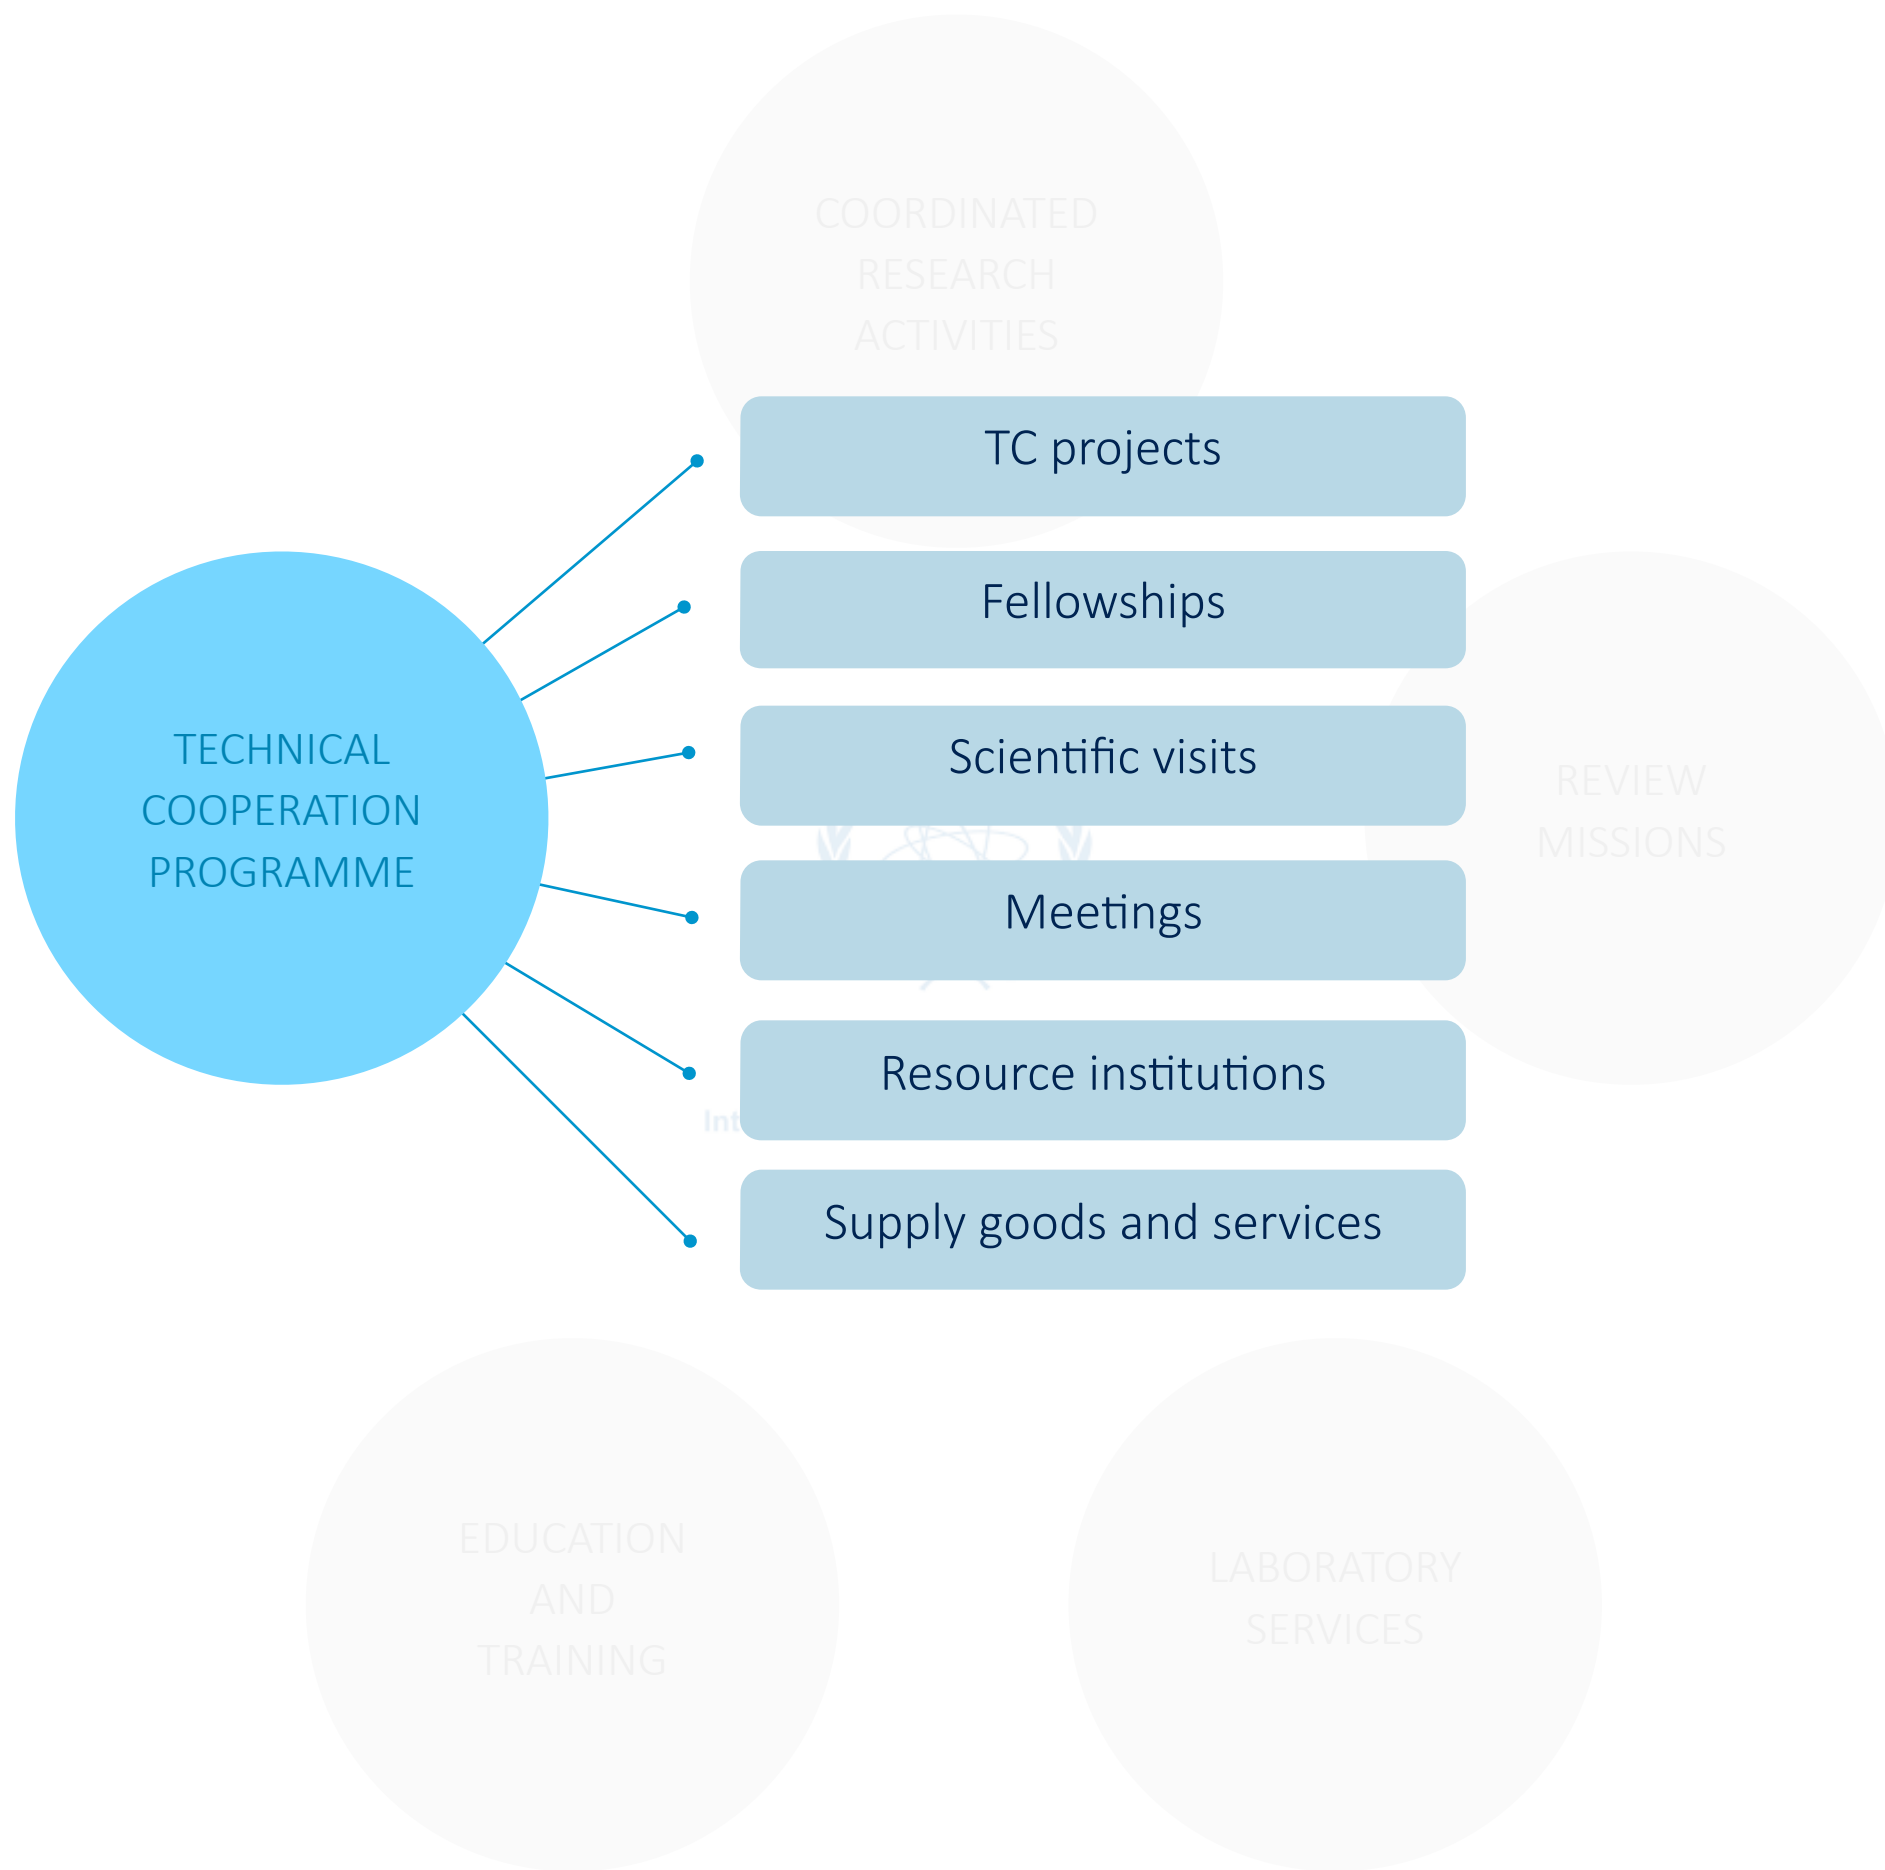 COORDINATED
RESEARCH
ACTIVITIES
TC projects
Fellowships
Scientific visits
Meetings
Resource institutions
Supply goods and services
TECHNICAL
COOPERATION
PROGRAMME
REVIEW
MISSIONS
Int
EDUCATION
AND
TRAINING
LABORATORY
SERVICES